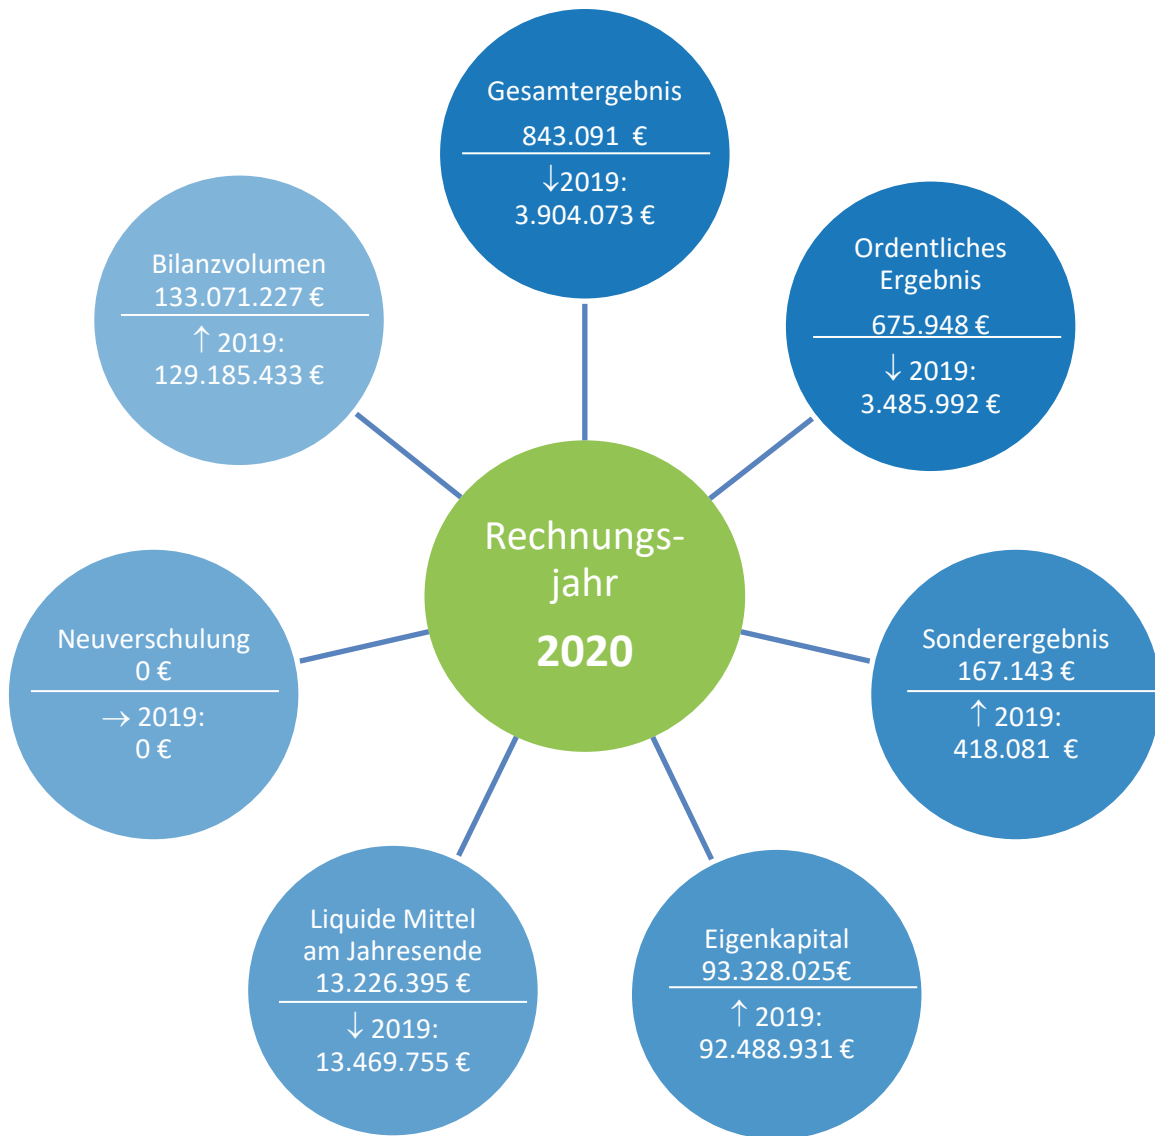 Gesamtergebnis
843.091 €
↓2019:
3.904.073 €
Ordentliches
Ergebnis
675.948 €
↓ 2019:
3.485.992 €
Sonderergebnis
167.143 €
↑ 2019:
418.081 €
Eigenkapital
93.328.025€
↑ 2019:
92.488.931 €
Liquide Mittel
am Jahresende
13.226.395 €
↓ 2019:
13.469.755 €
Neuverschulung
0 €
→ 2019:
0 €
Bilanzvolumen
133.071.227 €
↑ 2019:
129.185.433 €
Rechnungs-
jahr
2020